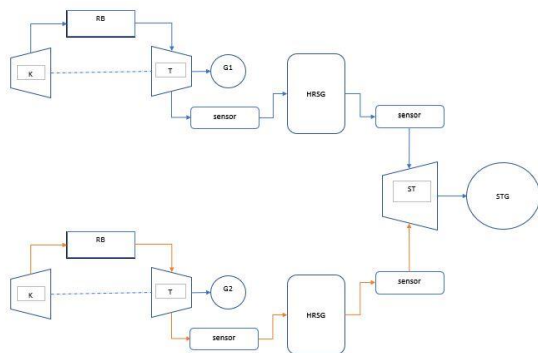 RB
K
T
G1
sensor
HRSG
sensor
ST
STG
RB
K
T
G2
sensor
HRSG
sensor